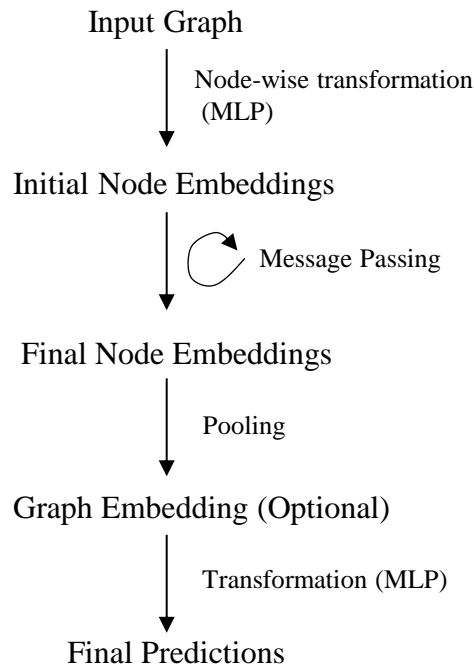 Input Graph
Node-wise transformation
(MLP)
Initial Node Embeddings
Message Passing
Final Node Embeddings
Pooling
Graph Embedding (Optional)
Transformation (MLP)
Final Predictions